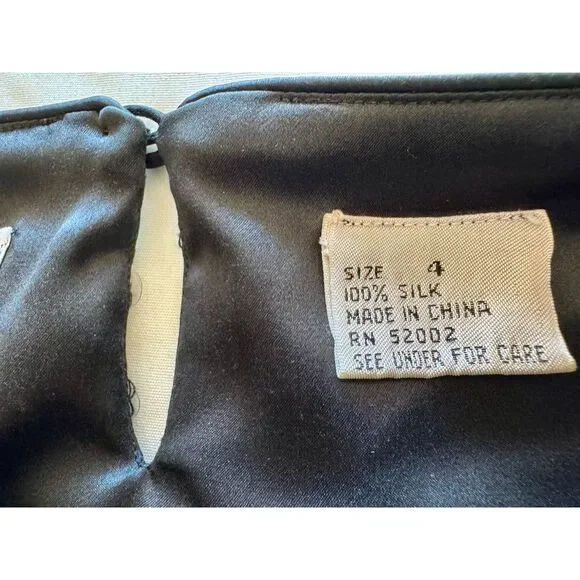 SIZE 4
100% SILK
MADE IN CHINA
RN 52002
SEE UNDER FOR CARE